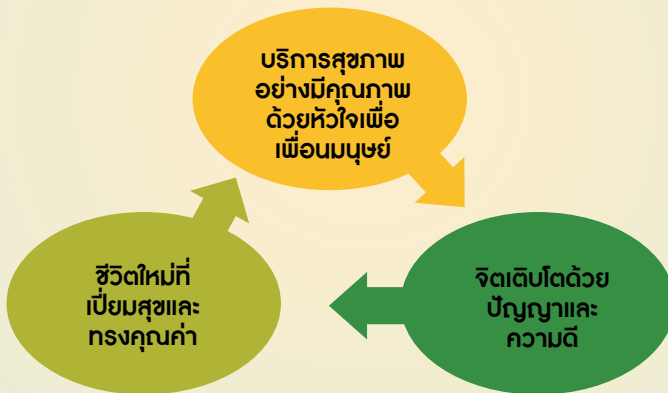 บริการสุขภาพ
อย่างมีคุณภาพ
ด้วยหัวใจเพื่อ
เพื่อนมนุษย์
จิตเติบโตด้วย
ปัญญาและ
ความดี
ชีวิตใหม่ที่
เปี่ยมสุขและ
ทรงคุณค่า